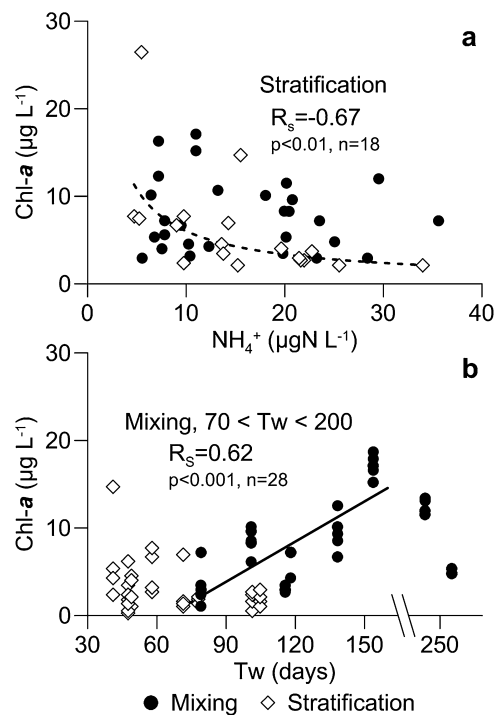 30
a
Stratification
Rs=-0.67
p<0.01, n=18
20
10
0
Chl-a (µg L⁻¹)
0 10 20 30 40
NH₄⁺ (µgN L⁻¹)
30
b
Mixing, 70 < Tw < 200
RS=0.62
p<0.001, n=28
20
10
0
Chl-a (µg L⁻¹)
30 60 90 120 150 250
Tw (days)
Mixing Stratification